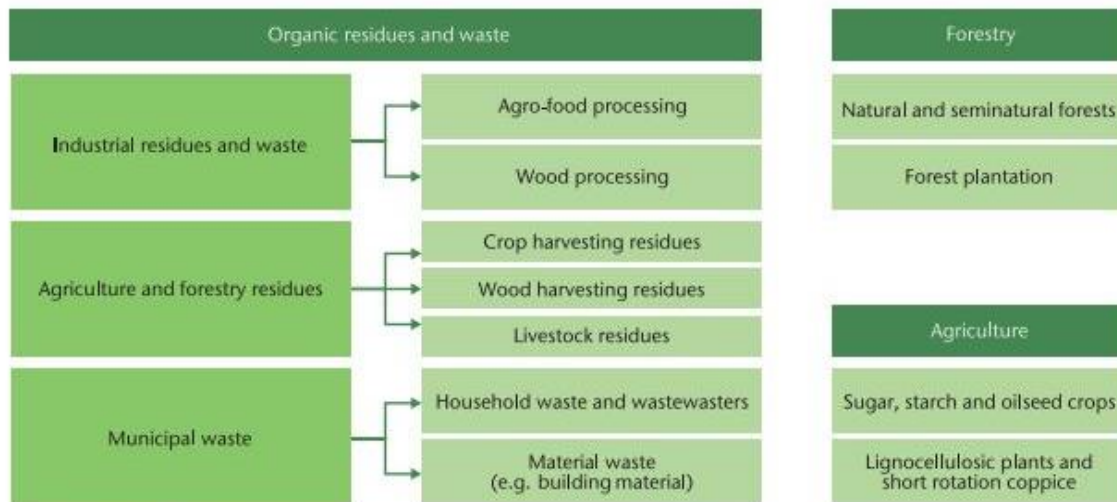 Organic residues and waste
Industrial residues and waste
Agro-food processing
Wood processing
Agriculture and forestry residues
Crop harvesting residues
Wood harvesting residues
Livestock residues
Municipal waste
Household waste and wastewasters
Material waste
(e.g. building material)
Forestry
Natural and seminatural forests
Forest plantation
Agriculture
Sugar, starch and oilseed crops
Lignocellulosic plants and
short rotation coppice